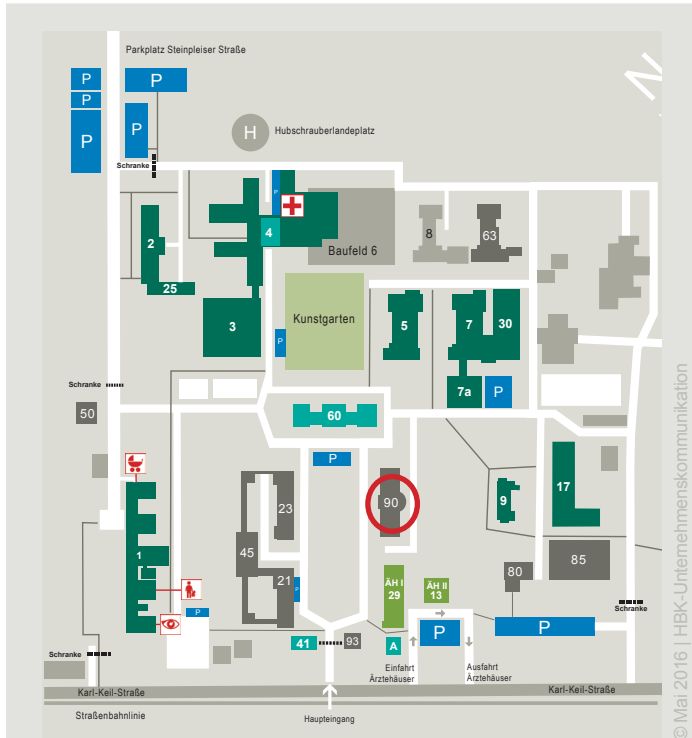 Parkplatz Steinpleiser Straße
P
P
P
P
P
H
Hubschrauberlandeplatz
Schranke
P
4
8
63
2
Baufeld 6
25
3
Kunstgarten
5
7
30
P
7a
P
Schranke
50
60
P
23
90
9
17
45
1
21
80
85
ÄH I
29
ÄH II
13
P
P
Schranke
41
93
A
P
P
Schranke
Einfahrt
Ärztehäuser
Ausfahrt
Ärztehäuser
Karl-Keil-Straße
Karl-Keil-Straße
Straßenbahnlinie
Haupteingang
© Mai 2016 | HBK-Unternehmenskommunikation